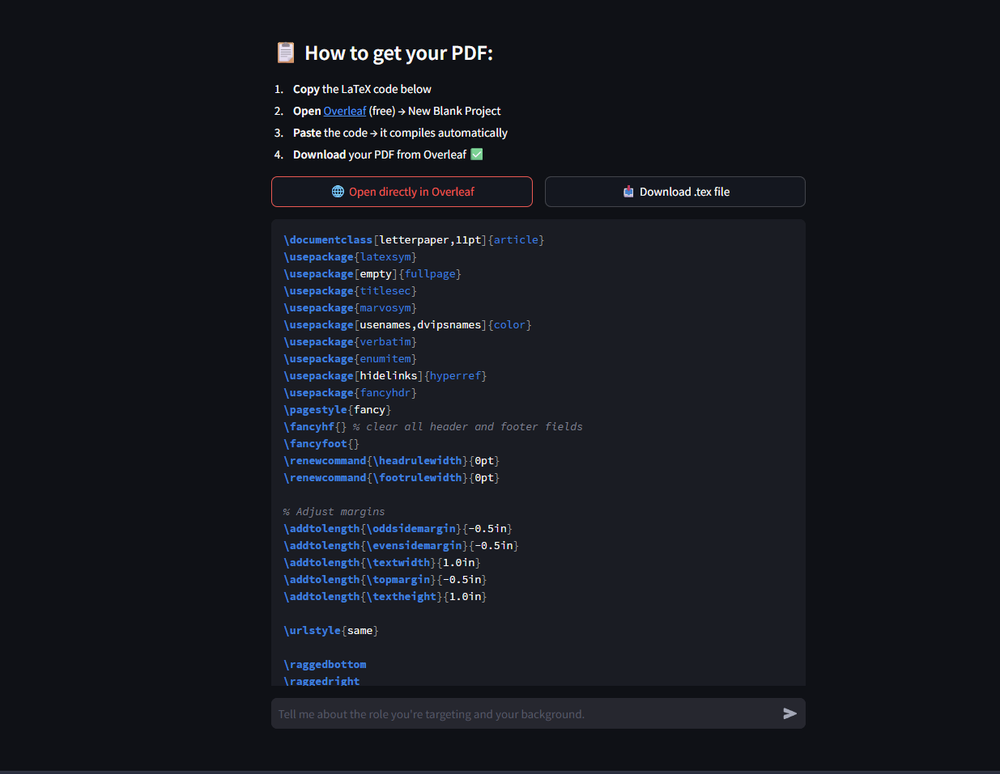 📋 How to get your PDF:
1. Copy the LaTeX code below
2. Open Overleaf (free) → New Blank Project
3. Paste the code → it compiles automatically
4. Download your PDF from Overleaf ✅
🌐 Open directly in Overleaf
📥 Download .tex file
\documentclass[letterpaper,11pt]{article}
\usepackage{latexsym}
\usepackage[empty]{fullpage}
\usepackage{titlesec}
\usepackage{marvosym}
\usepackage[usenames,dvipsnames]{color}
\usepackage{verbatim}
\usepackage{enumitem}
\usepackage[hidelinks]{hyperref}
\usepackage{fancyhdr}
\pagestyle{fancy}
\fancyhf{} % clear all header and footer fields
\fancyfoot{}
\renewcommand{\headrulewidth}{0pt}
\renewcommand{\footrulewidth}{0pt}

% Adjust margins
\addtolength{\oddsidemargin}{-0.5in}
\addtolength{\evensidemargin}{-0.5in}
\addtolength{\textwidth}{1.0in}
\addtolength{\topmargin}{-0.5in}
\addtolength{\textheight}{1.0in}

\urlstyle{same}

\raggedbottom
\raggedright
Tell me about the role you're targeting and your background.